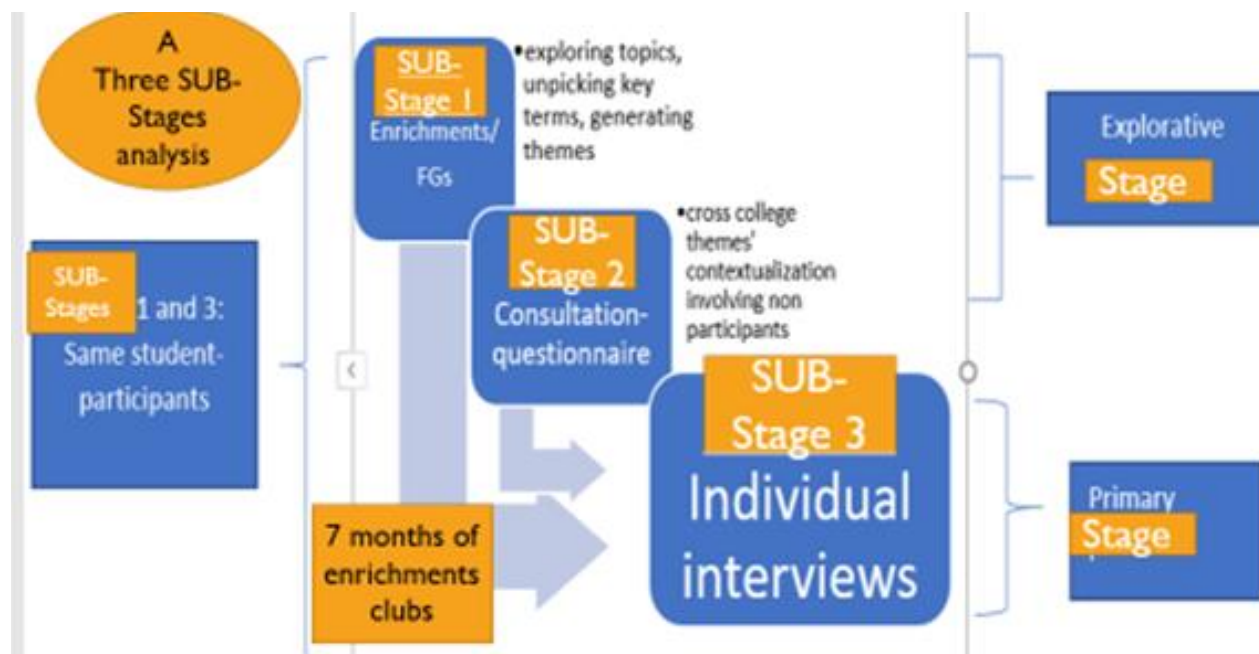 A
Three SUB-
Stages
analysis
SUB-
Stage 1
Enrichments/
FGs
•exploring topics,
unpicking key
terms, generating
themes
Explorative
Stage
SUB-
Stages
1 and 3:
Same student-
participants
SUB-
Stage 2
Consultation-
questionnaire
•cross college
themes'
contextualization
involving non
participants
SUB-
Stage 3
Individual
interviews
7 months of
enrichments
clubs
Primary
Stage